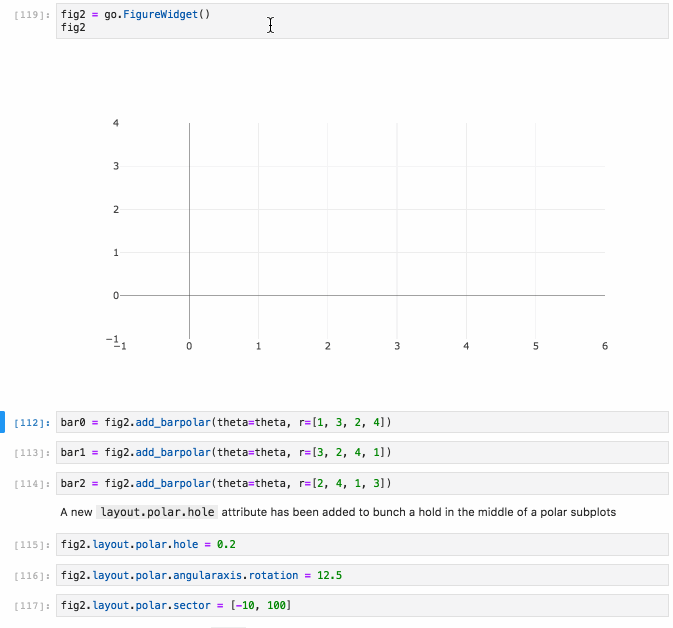 [119]: fig2 = go.FigureWidget()
fig2
4
3
2
1
0
−1
−1 0 1 2 3 4 5 6
[112]: bar0 = fig2.add_barpolar(theta=theta, r=[1, 3, 2, 4])
[113]: bar1 = fig2.add_barpolar(theta=theta, r=[3, 2, 4, 1])
[114]: bar2 = fig2.add_barpolar(theta=theta, r=[2, 4, 1, 3])
A new layout.polar.hole attribute has been added to bunch a hold in the middle of a polar subplots
[115]: fig2.layout.polar.hole = 0.2
[116]: fig2.layout.polar.angularaxis.rotation = 12.5
[117]: fig2.layout.polar.sector = [-10, 100]